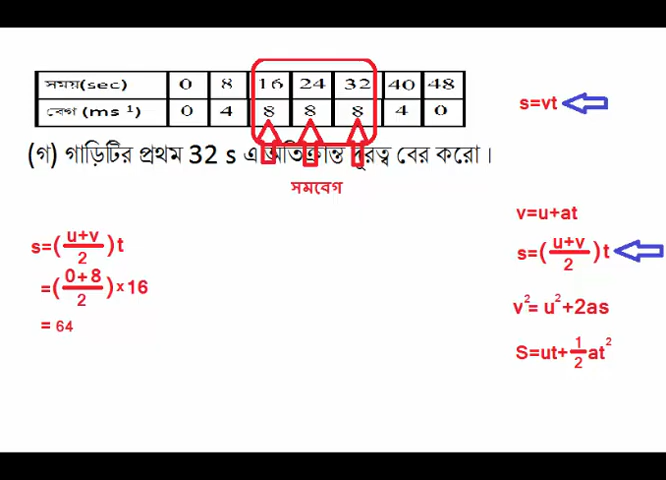 সময়(sec) 0 8 16 24 32 40 48
বেগ (ms⁻¹) 0 4 8 8 8 4 0
s=vt
(গ) গাড়িটির প্রথম 32 s এ অতিক্রান্ত দূরত্ব বের করো।
সমবেগ
v=u+at
s=(u+v/2)t
=(0+8/2)×16
= 64
s=(u+v/2)t
v²= u²+2as
S=ut+1/2at²